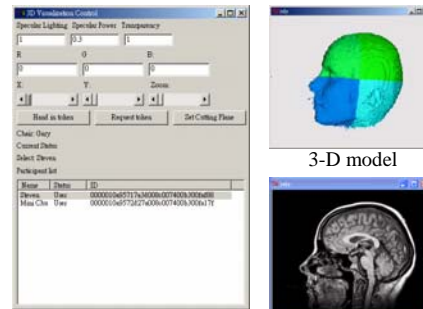 3D Visualization Control
Specular Lighting Specular Power Transparency
1 0.3 1
R: G: B:
0 0 0
X: Y: Zoom:
Hand in token Request token Set Cutting Plane
Chair: Gary
Current Status
Select: Steven
Participant list
Name Status ID
Steven User
Mini Chu User
3-D model